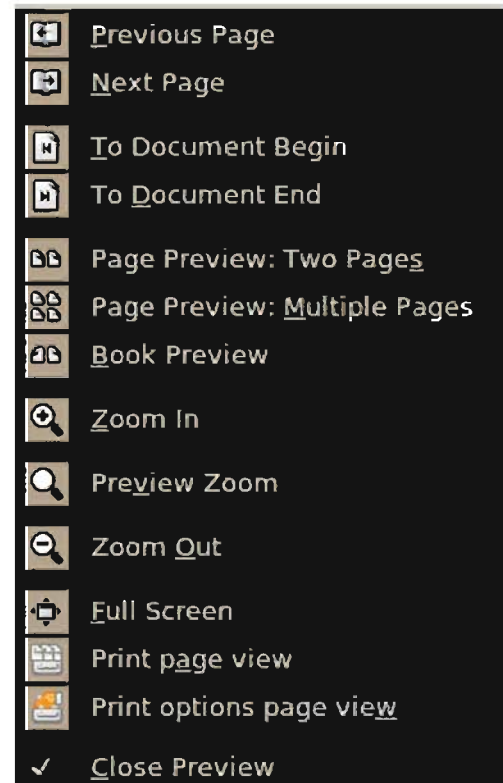 Previous Page
Next Page
To Document Begin
To Document End
Page Preview: Two Pages
Page Preview: Multiple Pages
Book Preview
Zoom In
Preview Zoom
Zoom Out
Full Screen
Print page view
Print options page view
Close Preview